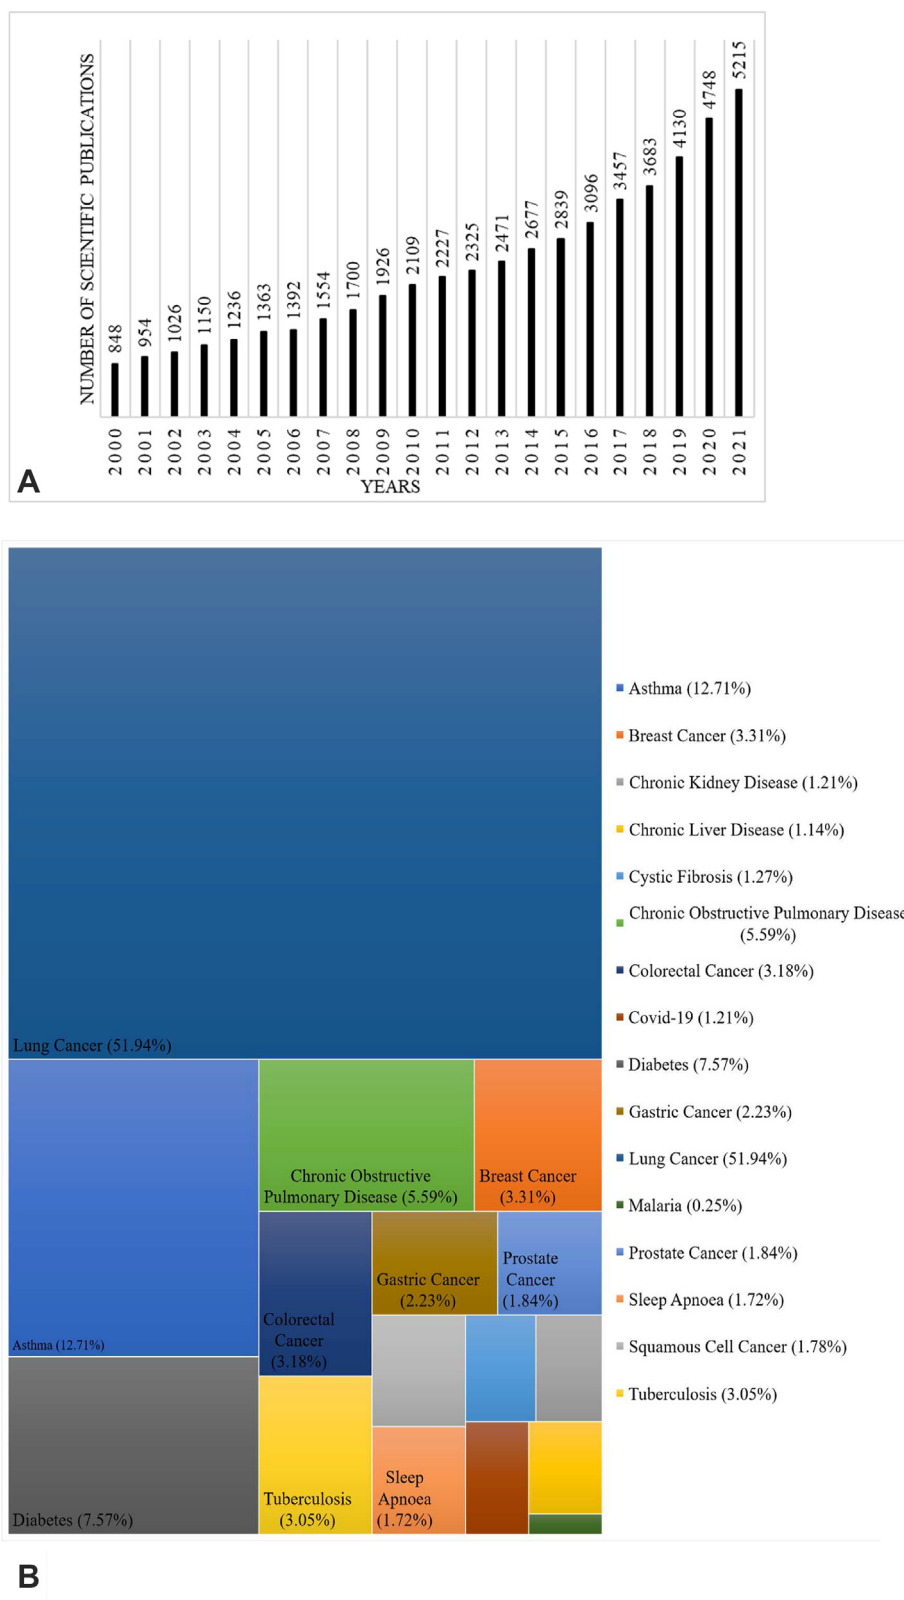 NUMBER OF SCIENTIFIC PUBLICATIONS
848
954
1026
1150
1236
1363
1392
1554
1700
1926
2109
2227
2325
2471
2677
2839
3096
3457
3683
4130
4748
5215
2000
2001
2002
2003
2004
2005
2006
2007
2008
2009
2010
2011
2012
2013
2014
2015
2016
2017
2018
2019
2020
2021
YEARS
A
Lung Cancer (51.94%)
Asthma (12.71%)
Diabetes (7.57%)
Chronic Obstructive
Pulmonary Disease (5.59%)
Breast Cancer
(3.31%)
Colorectal
Cancer
(3.18%)
Gastric Cancer
(2.23%)
Prostate
Cancer
(1.84%)
Tuberculosis
(3.05%)
Sleep
Apnoea
(1.72%)
Asthma (12.71%)
Breast Cancer (3.31%)
Chronic Kidney Disease (1.21%)
Chronic Liver Disease (1.14%)
Cystic Fibrosis (1.27%)
Chronic Obstructive Pulmonary Disease
(5.59%)
Colorectal Cancer (3.18%)
Covid-19 (1.21%)
Diabetes (7.57%)
Gastric Cancer (2.23%)
Lung Cancer (51.94%)
Malaria (0.25%)
Prostate Cancer (1.84%)
Sleep Apnoea (1.72%)
Squamous Cell Cancer (1.78%)
Tuberculosis (3.05%)
B